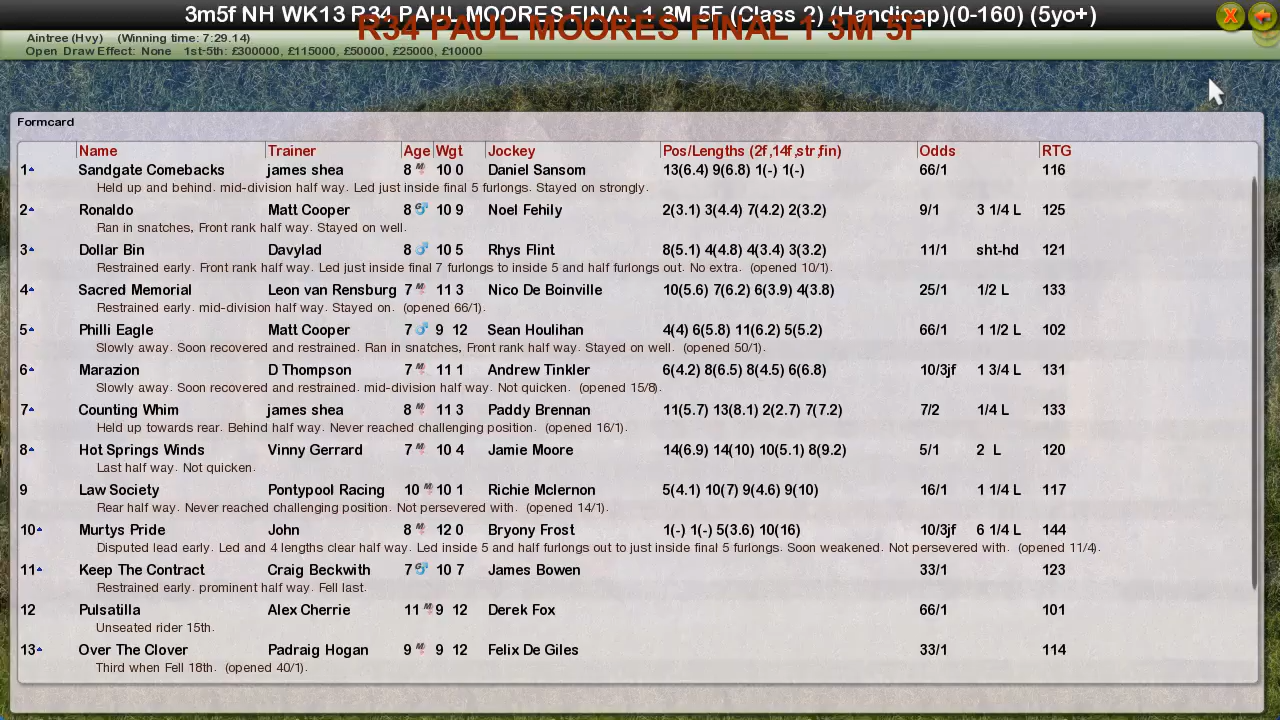 3m5f NH WK13 R34 PAUL MOORES FINAL 1 3M 5F (Class 2) (Handicap)(0-160) (5yo+)
R34 PAUL MOORES FINAL 1 3M 5F
Aintree (Hvy) (Winning time: 7:29.14)
Open Draw Effect: None 1st-5th: £300000, £115000, £50000, £25000, £10000
Formcard
Name Trainer Age Wgt Jockey Pos/Lengths (2f,14f,str,fin) Odds RTG
1 Sandgate Comebacks james shea 8 10 0 Daniel Sansom 13(6.4) 9(6.8) 1(-) 1(-) 66/1 116
Held up and behind. mid-division half way. Led just inside final 5 furlongs. Stayed on strongly.
2 Ronaldo Matt Cooper 8 10 9 Noel Fehily 2(3.1) 3(4.4) 7(4.2) 2(3.2) 9/1 3 1/4 L 125
Ran in snatches, Front rank half way. Stayed on well.
3 Dollar Bin Davylad 8 10 5 Rhys Flint 8(5.1) 4(4.8) 4(3.4) 3(3.2) 11/1 sht-hd 121
Restrained early. Front rank half way. Led just inside final 7 furlongs to inside 5 and half furlongs out. No extra. (opened 10/1).
4 Sacred Memorial Leon van Rensburg 7 11 3 Nico De Boinville 10(5.6) 7(6.2) 6(3.9) 4(3.8) 25/1 1/2 L 133
Restrained early. mid-division half way. Stayed on. (opened 66/1).
5 Philli Eagle Matt Cooper 7 9 12 Sean Houlihan 4(4) 6(5.8) 11(6.2) 5(5.2) 66/1 1 1/2 L 102
Slowly away. Soon recovered and restrained. Ran in snatches, Front rank half way. Stayed on well. (opened 50/1).
6 Marazion D Thompson 7 11 1 Andrew Tinkler 6(4.2) 8(6.5) 8(4.5) 6(6.8) 10/3jf 1 3/4 L 131
Slowly away. Soon recovered and restrained. mid-division half way. Not quicken. (opened 15/8).
7 Counting Whim james shea 8 11 3 Paddy Brennan 11(5.7) 13(8.1) 2(2.7) 7(7.2) 7/2 1/4 L 133
Held up towards rear. Behind half way. Never reached challenging position. (opened 16/1).
8 Hot Springs Winds Vinny Gerrard 7 10 4 Jamie Moore 14(6.9) 14(10) 10(5.1) 8(9.2) 5/1 2 L 120
Last half way. Not quicken.
9 Law Society Pontypool Racing 10 10 1 Richie Mclernon 5(4.1) 10(7) 9(4.6) 9(10) 16/1 1 1/4 L 117
Rear half way. Never reached challenging position. Not persevered with. (opened 14/1).
10 Murtys Pride John 8 12 0 Bryony Frost 1(-) 1(-) 5(3.6) 10(16) 10/3jf 6 1/4 L 144
Disputed lead early. Led and 4 lengths clear half way. Led inside 5 and half furlongs out to just inside final 5 furlongs. Soon weakened. Not persevered with. (opened 11/4).
11 Keep The Contract Craig Beckwith 7 10 7 James Bowen 33/1 123
Restrained early. prominent half way. Fell last.
12 Pulsatilla Alex Cherrie 11 9 12 Derek Fox 66/1 101
Unseated rider 15th.
13 Over The Clover Padraig Hogan 9 9 12 Felix De Giles 33/1 114
Third when Fell 18th. (opened 40/1).